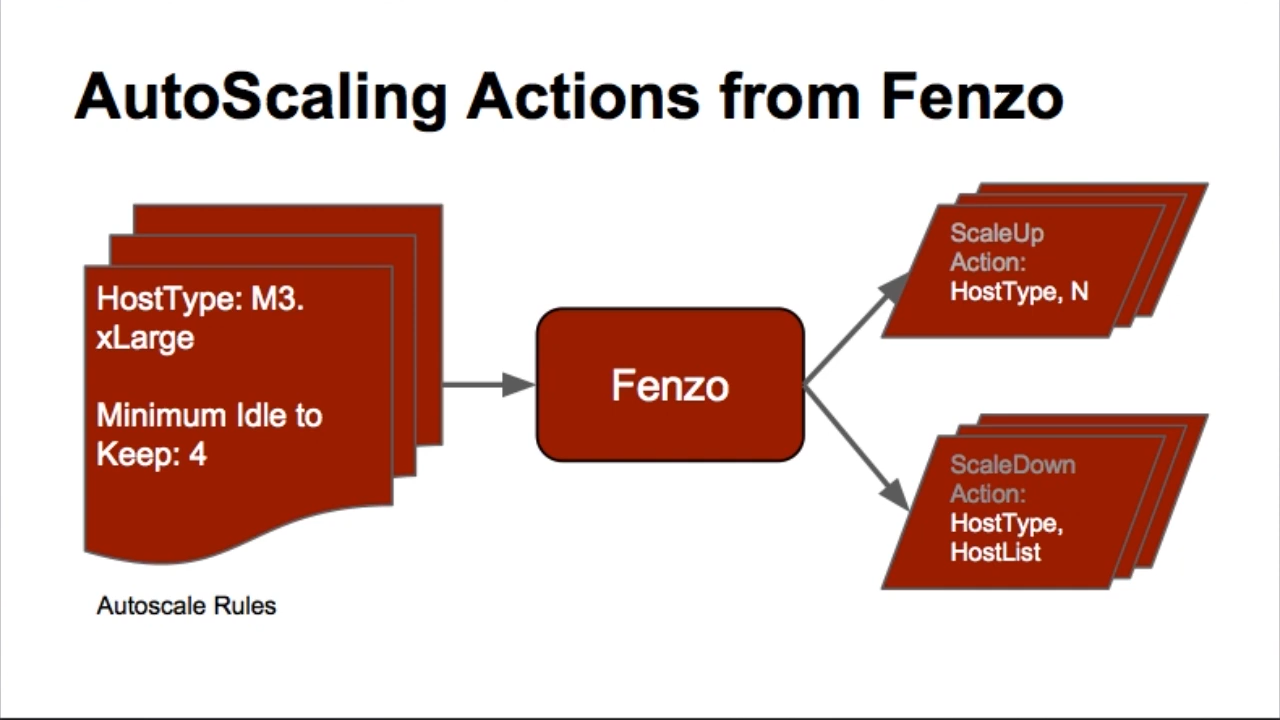 AutoScaling Actions from Fenzo
HostType: M3.
xLarge
Minimum Idle to
Keep: 4
Autoscale Rules
Fenzo
ScaleUp
Action:
HostType, N
ScaleDown
Action:
HostType,
HostList